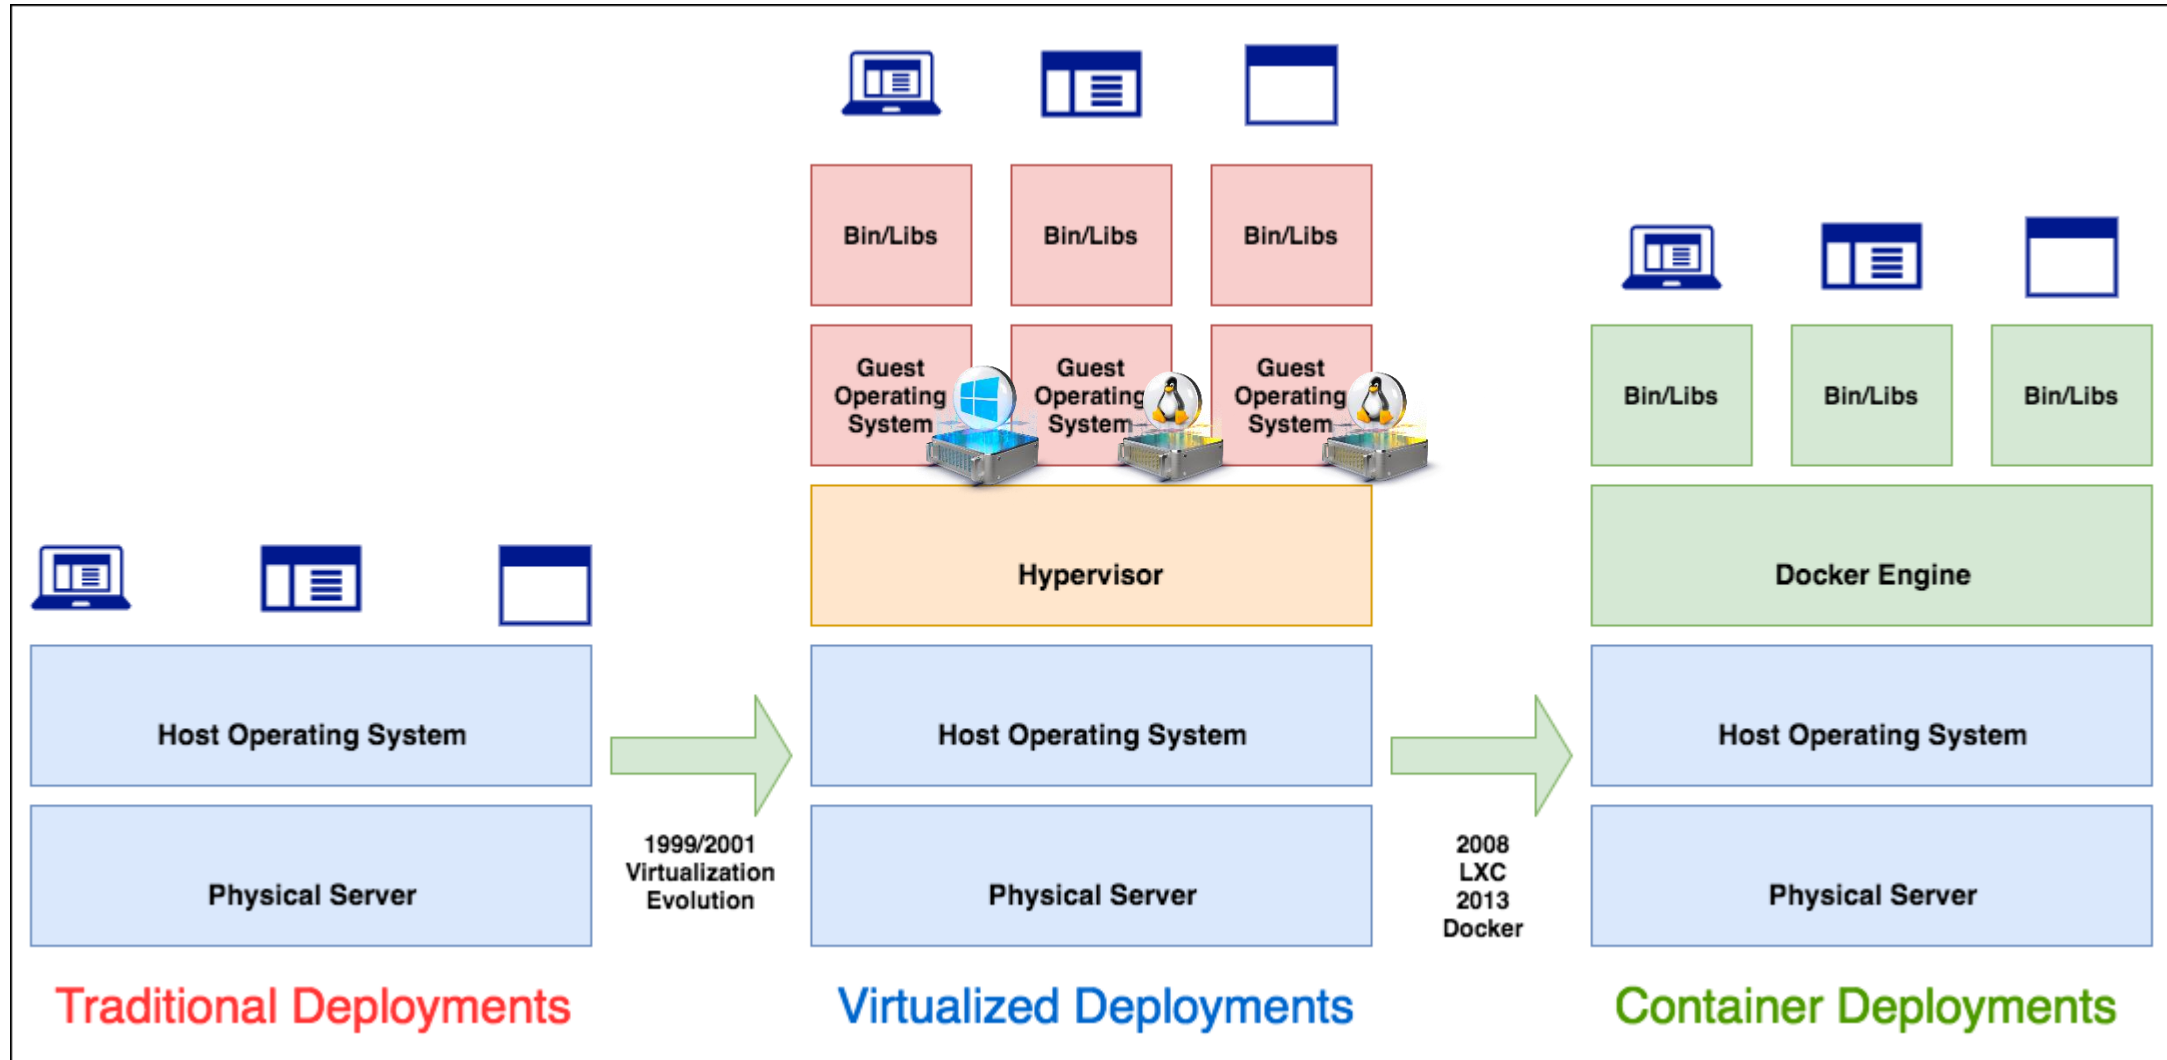 Bin/Libs
Bin/Libs
Bin/Libs
Guest
Operating
System
Guest
Operating
System
Guest
Operating
System
Bin/Libs
Bin/Libs
Bin/Libs
Hypervisor
Docker Engine
Host Operating System
Host Operating System
Host Operating System
Physical Server
1999/2001
Virtualization
Evolution
Physical Server
2008
LXC
2013
Docker
Physical Server
Traditional Deployments
Virtualized Deployments
Container Deployments